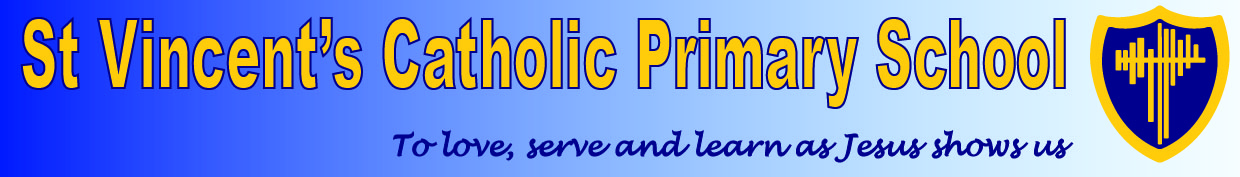 St Vincent's Catholic Primary School
To love, serve and learn as Jesus shows us